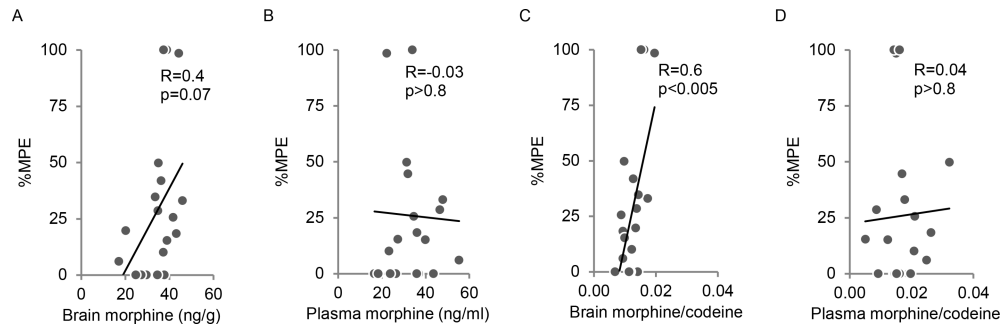 A
B
C
D
%MPE
100
75
50
25
0
R=0.4
p=0.07
0
20
40
60
Brain morphine (ng/g)
%MPE
100
75
50
25
0
R=-0.03
p>0.8
0
20
40
60
Plasma morphine (ng/ml)
%MPE
100
75
50
25
0
R=0.6
p<0.005
0.00
0.02
0.04
Brain morphine/codeine
%MPE
100
75
50
25
0
R=0.04
p>0.8
0.00
0.02
0.04
Plasma morphine/codeine